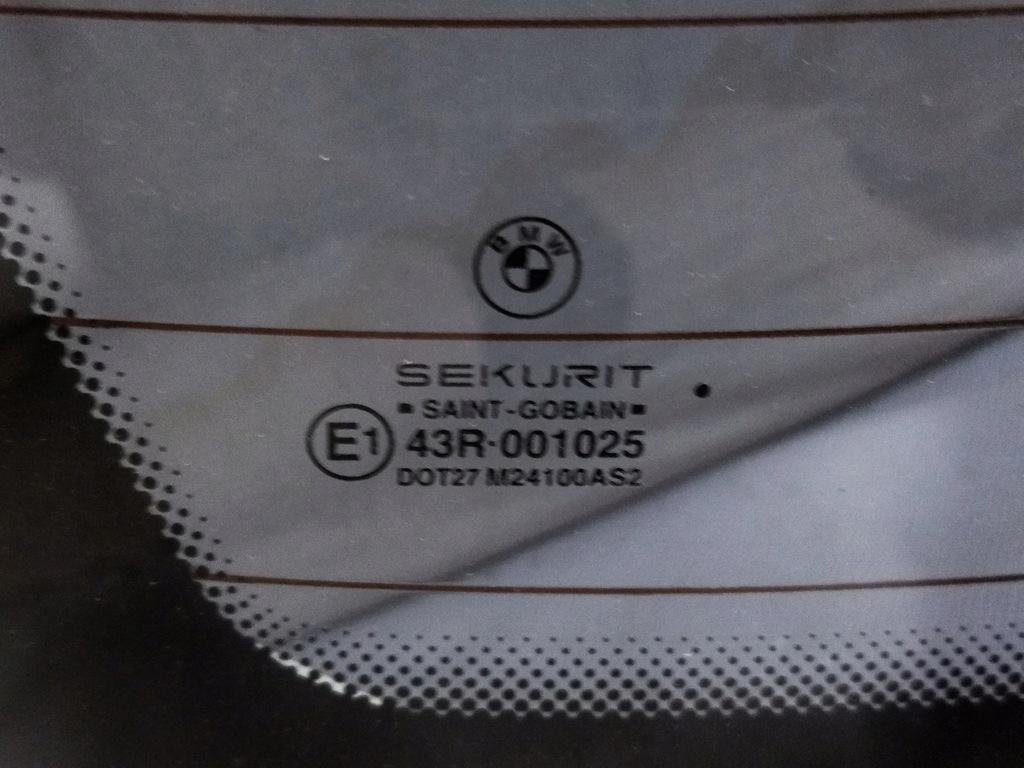 BMW
SEKURIT
▪ SAINT-GOBAIN ▪
E1 43R-001025
DOT27 M24100AS2